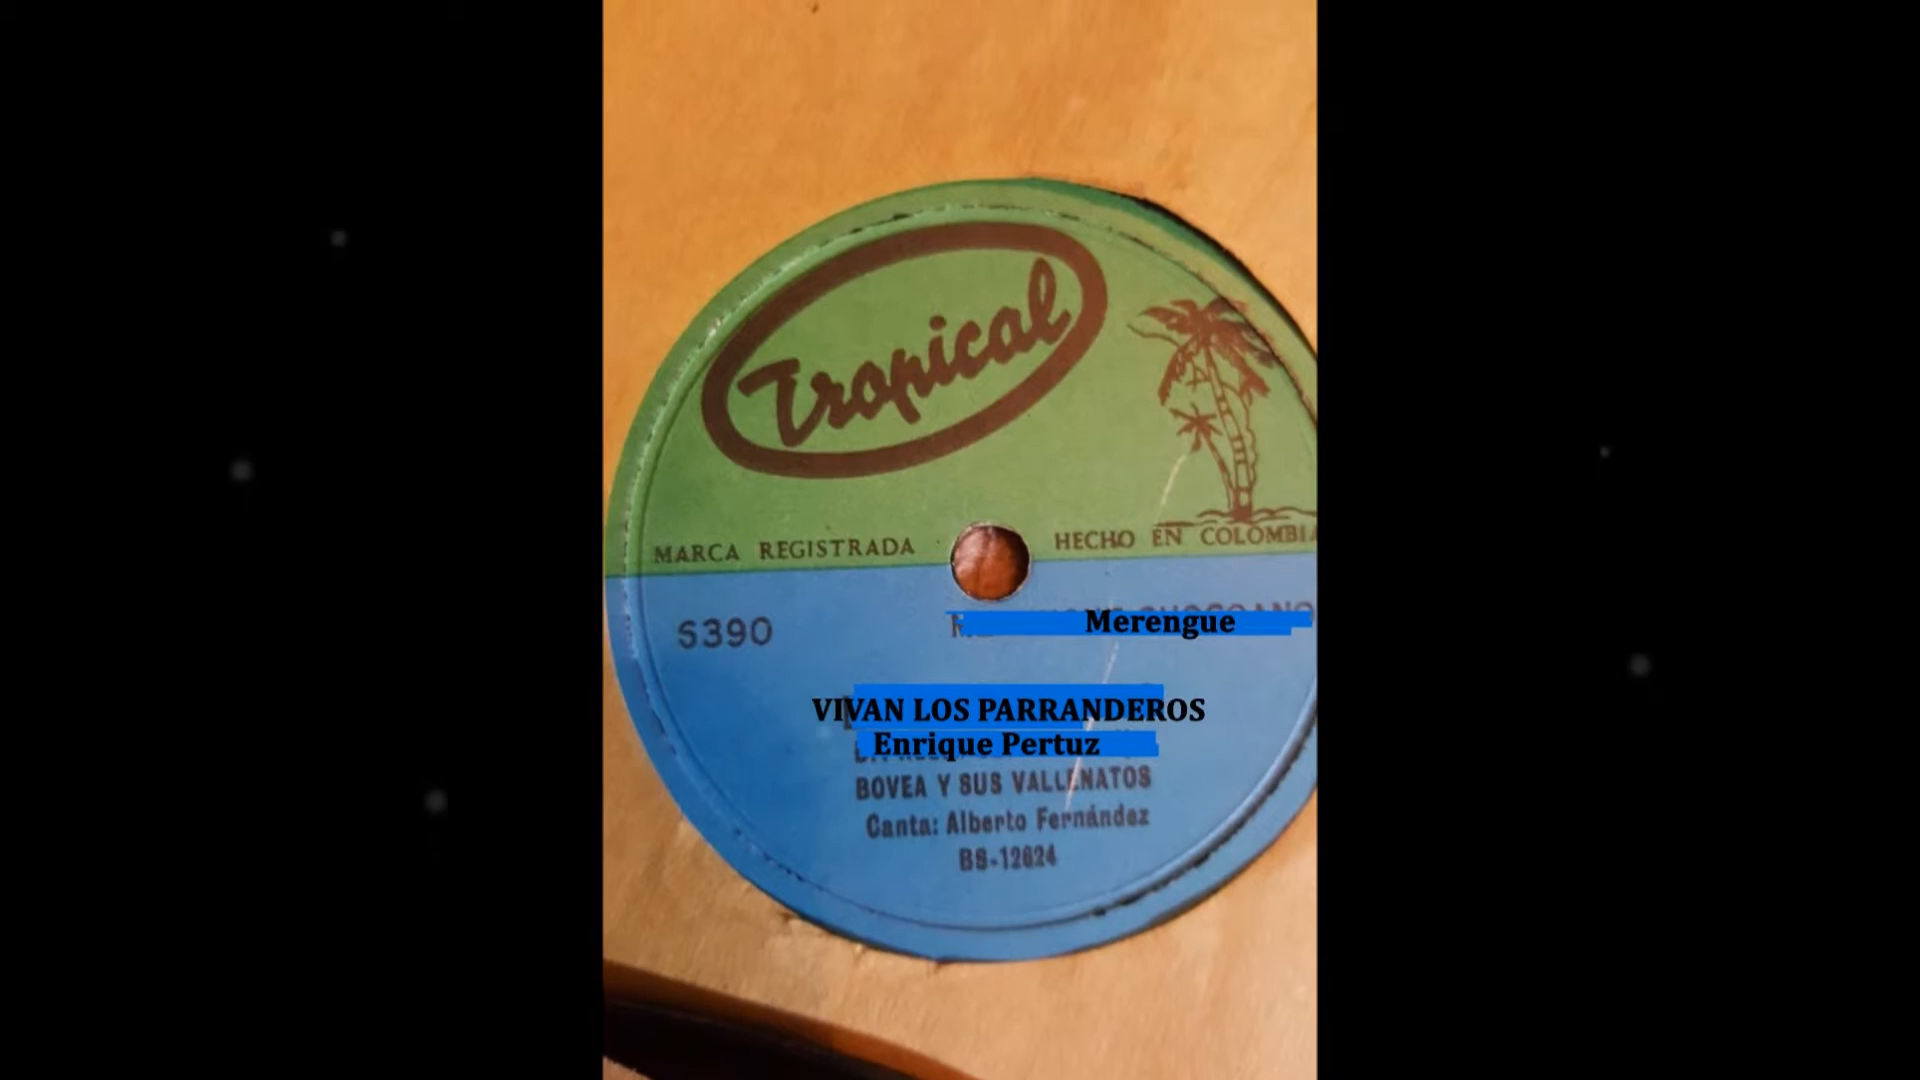 Tropical
MARCA REGISTRADA HECHO EN COLOMBIA
5390
Merengue
VIVAN LOS PARRANDEROS
Enrique Pertuz
BOVEA Y SUS VALLENATOS
Canta: Alberto Fernández
BS-12624